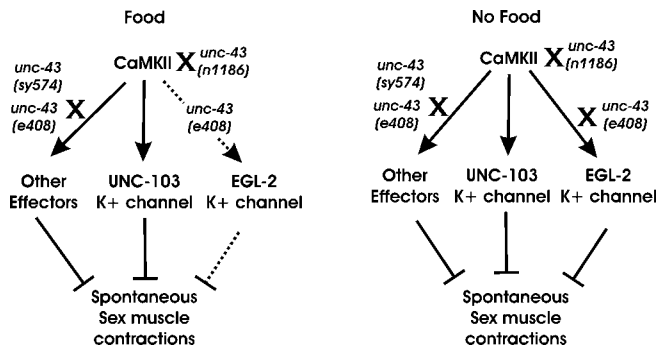 Food
CaMKII X unc-43
(n1186)
unc-43
(sy574)
unc-43 X
(e408)
unc-43
(e408)
Other
Effectors
UNC-103
K+ channel
EGL-2
K+ channel
Spontaneous
Sex muscle
contractions
No Food
CaMKII X unc-43
(n1186)
unc-43
(sy574)
unc-43 X
(e408)
X unc-43
(e408)
Other
Effectors
UNC-103
K+ channel
EGL-2
K+ channel
Spontaneous
Sex muscle
contractions